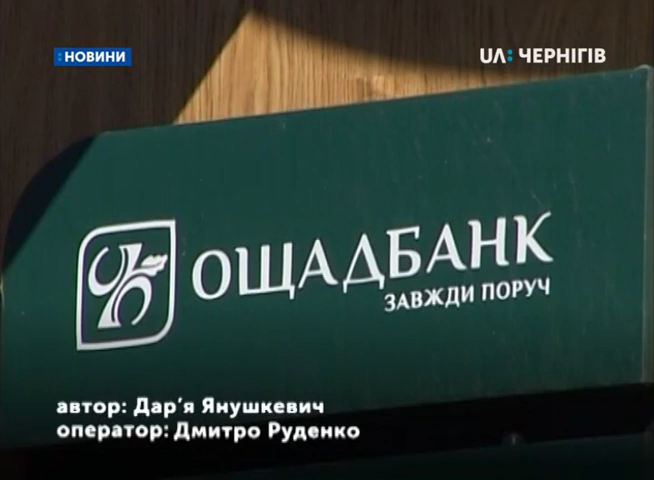 :НОВИНИ
UA: ЧЕРНІГІВ
ОЩАДБАНК
ЗАВЖДИ ПОРУЧ
автор: Дар'я Янушкевич
оператор: Дмитро Руденко